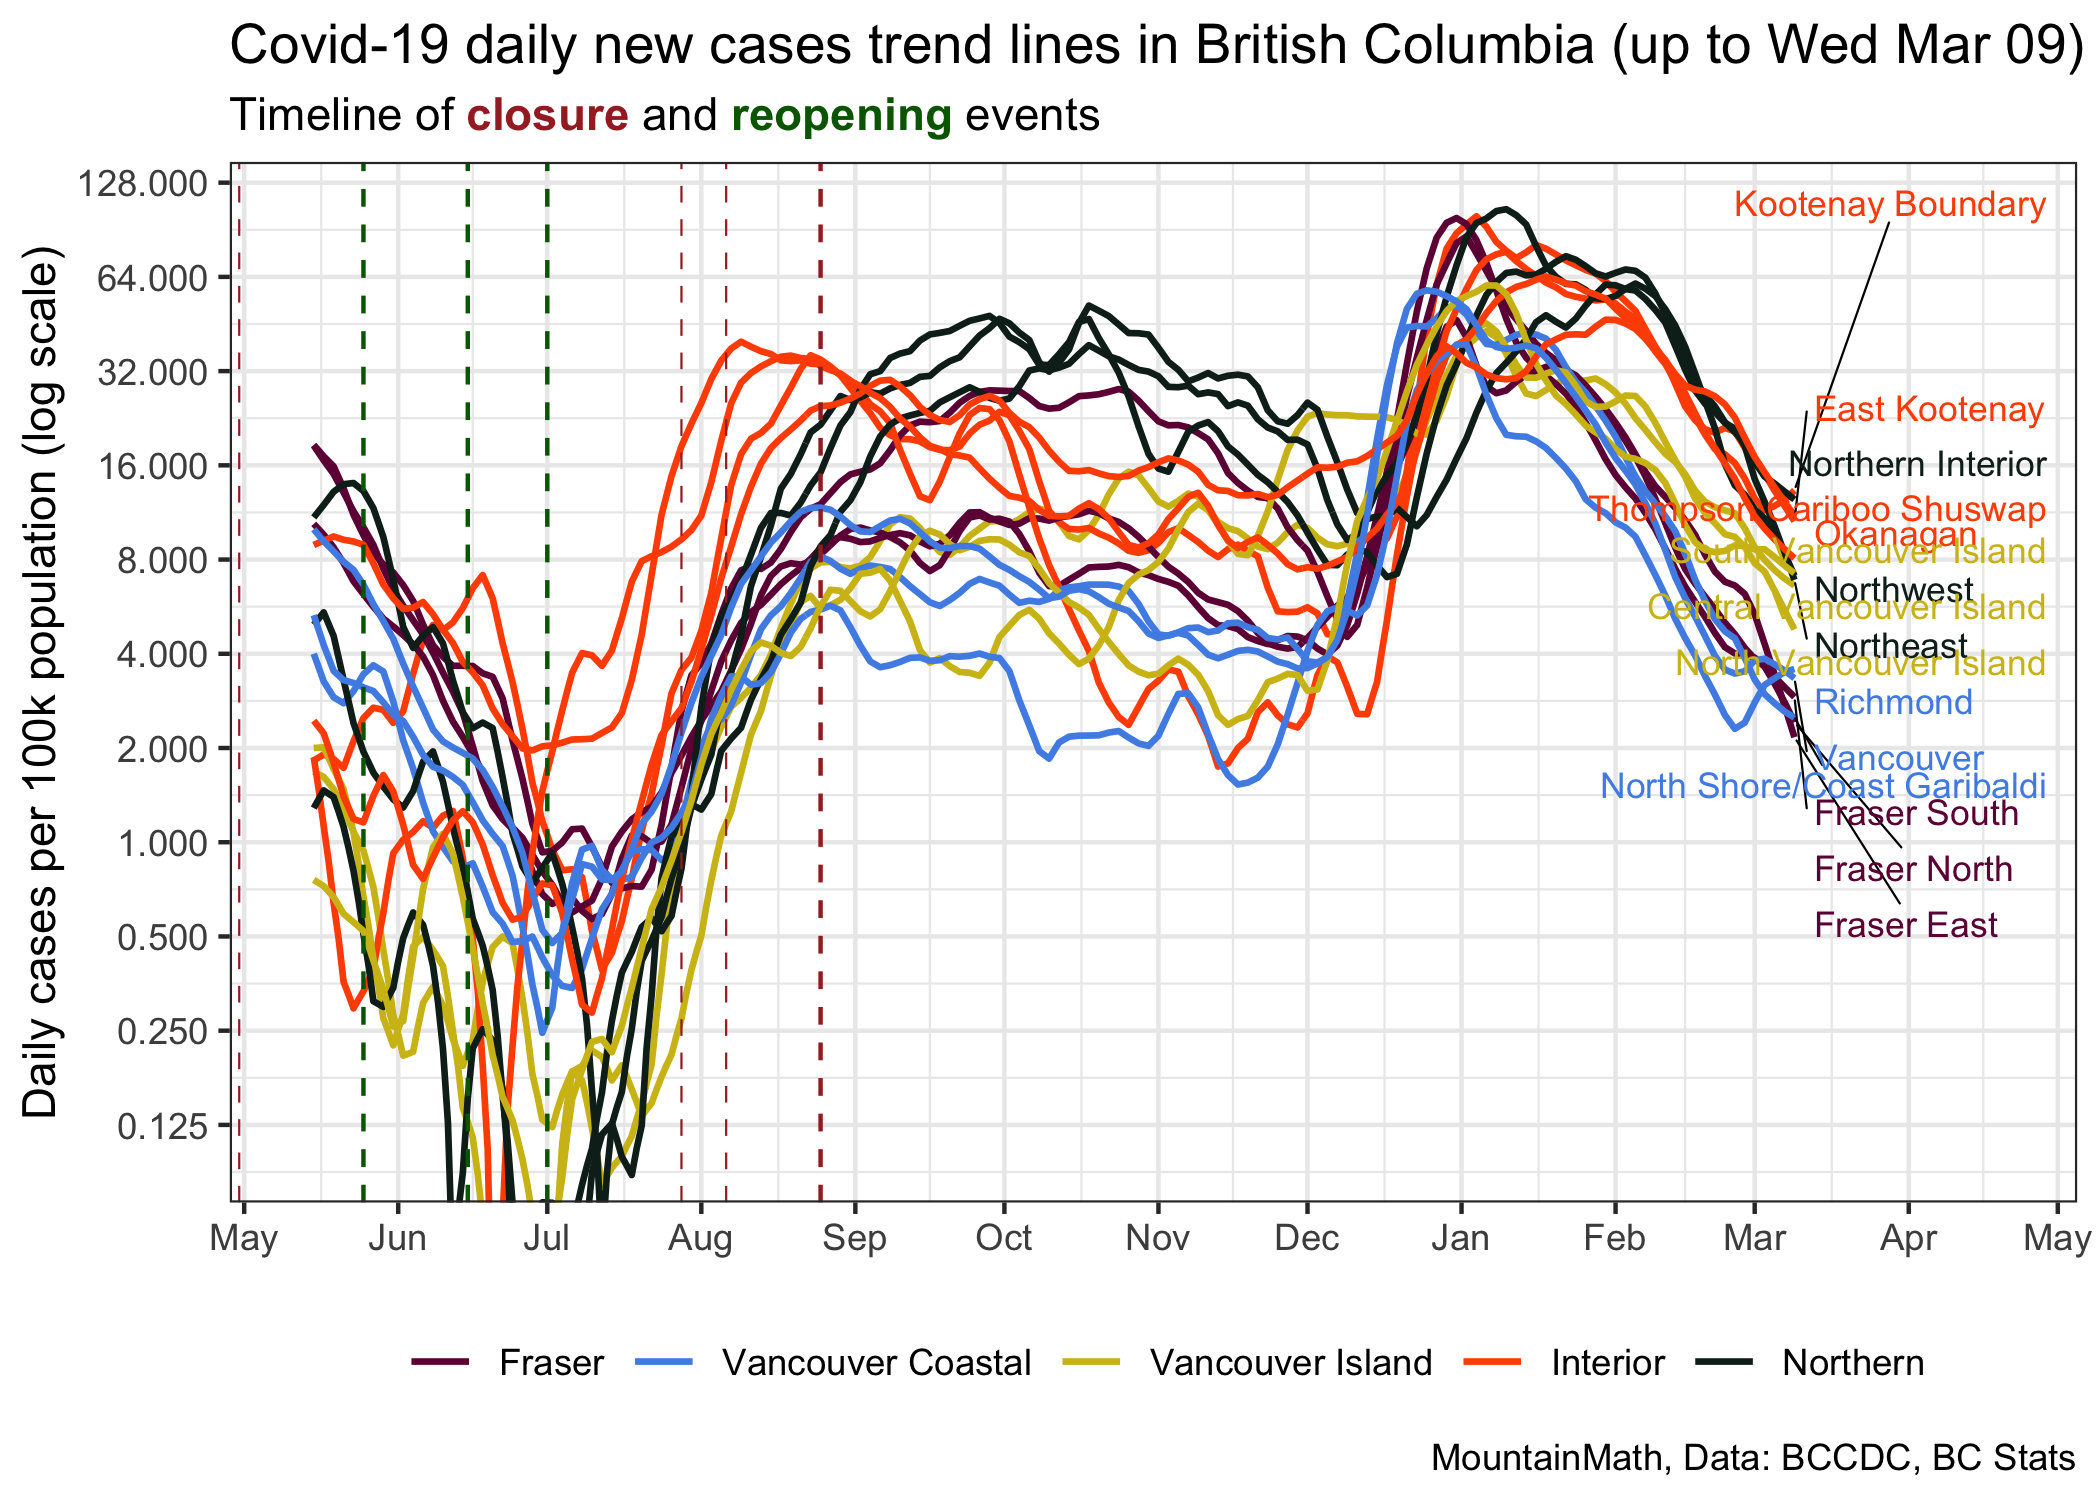 Covid-19 daily new cases trend lines in British Columbia (up to Wed Mar 09)
Timeline of closure and reopening events
Daily cases per 100k population (log scale)
128.000
64.000
32.000
16.000
8.000
4.000
2.000
1.000
0.500
0.250
0.125
Kootenay Boundary
East Kootenay
Northern Interior
Thompson Cariboo Shuswap
Okanagan
South Vancouver Island
Northwest
Central Vancouver Island
Northeast
North Vancouver Island
Richmond
Vancouver
North Shore/Coast Garibaldi
Fraser South
Fraser North
Fraser East
May Jun Jul Aug Sep Oct Nov Dec Jan Feb Mar Apr May
Fraser Vancouver Coastal Vancouver Island Interior Northern
MountainMath, Data: BCCDC, BC Stats